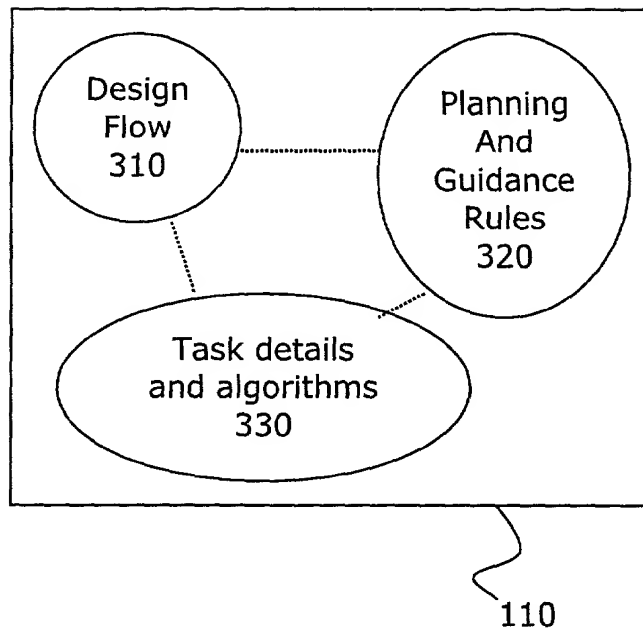 Design
Flow
310
Planning
And
Guidance
Rules
320
Task details
and algorithms
330
110